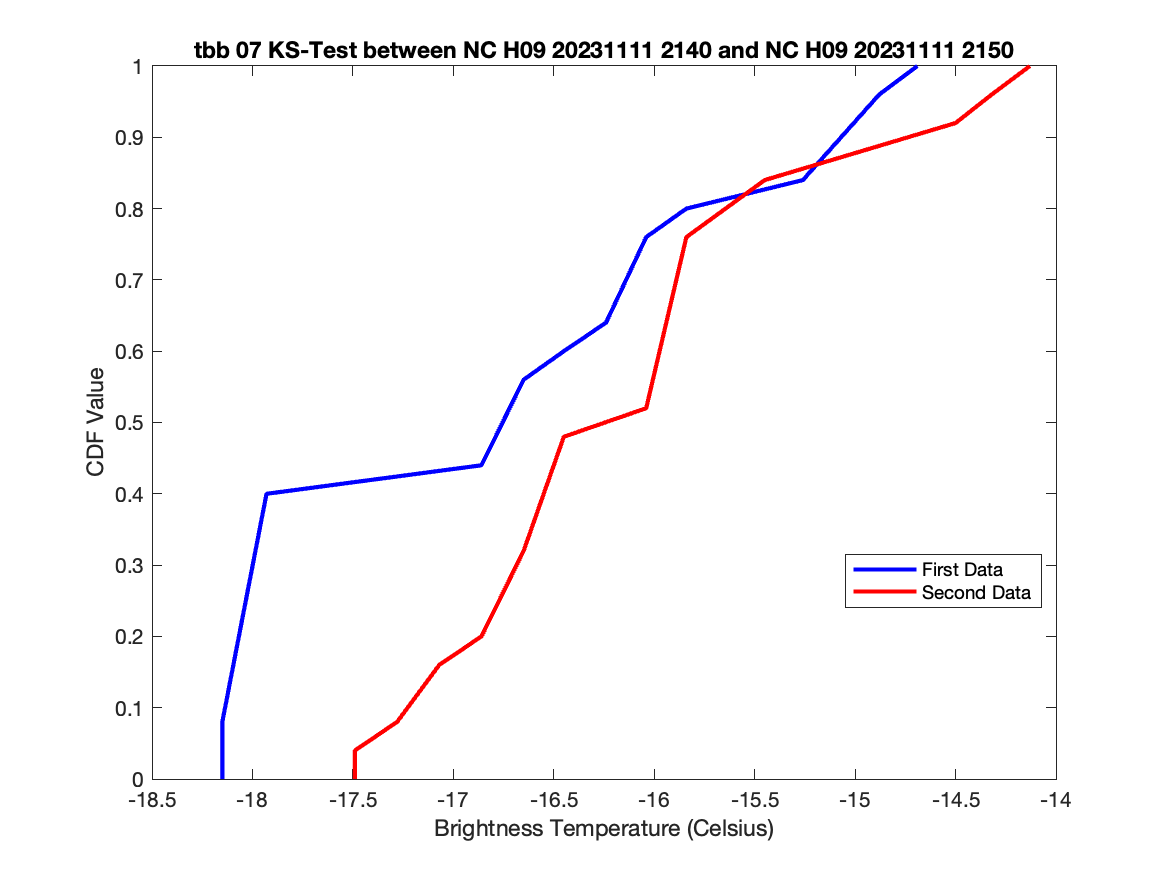 tbb 07 KS-Test between NC H09 20231111 2140 and NC H09 20231111 2150
1
0.9
0.8
0.7
0.6
0.5
0.4
0.3
0.2
0.1
0
CDF Value
First Data
Second Data
-18.5 -18 -17.5 -17 -16.5 -16 -15.5 -15 -14.5 -14
Brightness Temperature (Celsius)